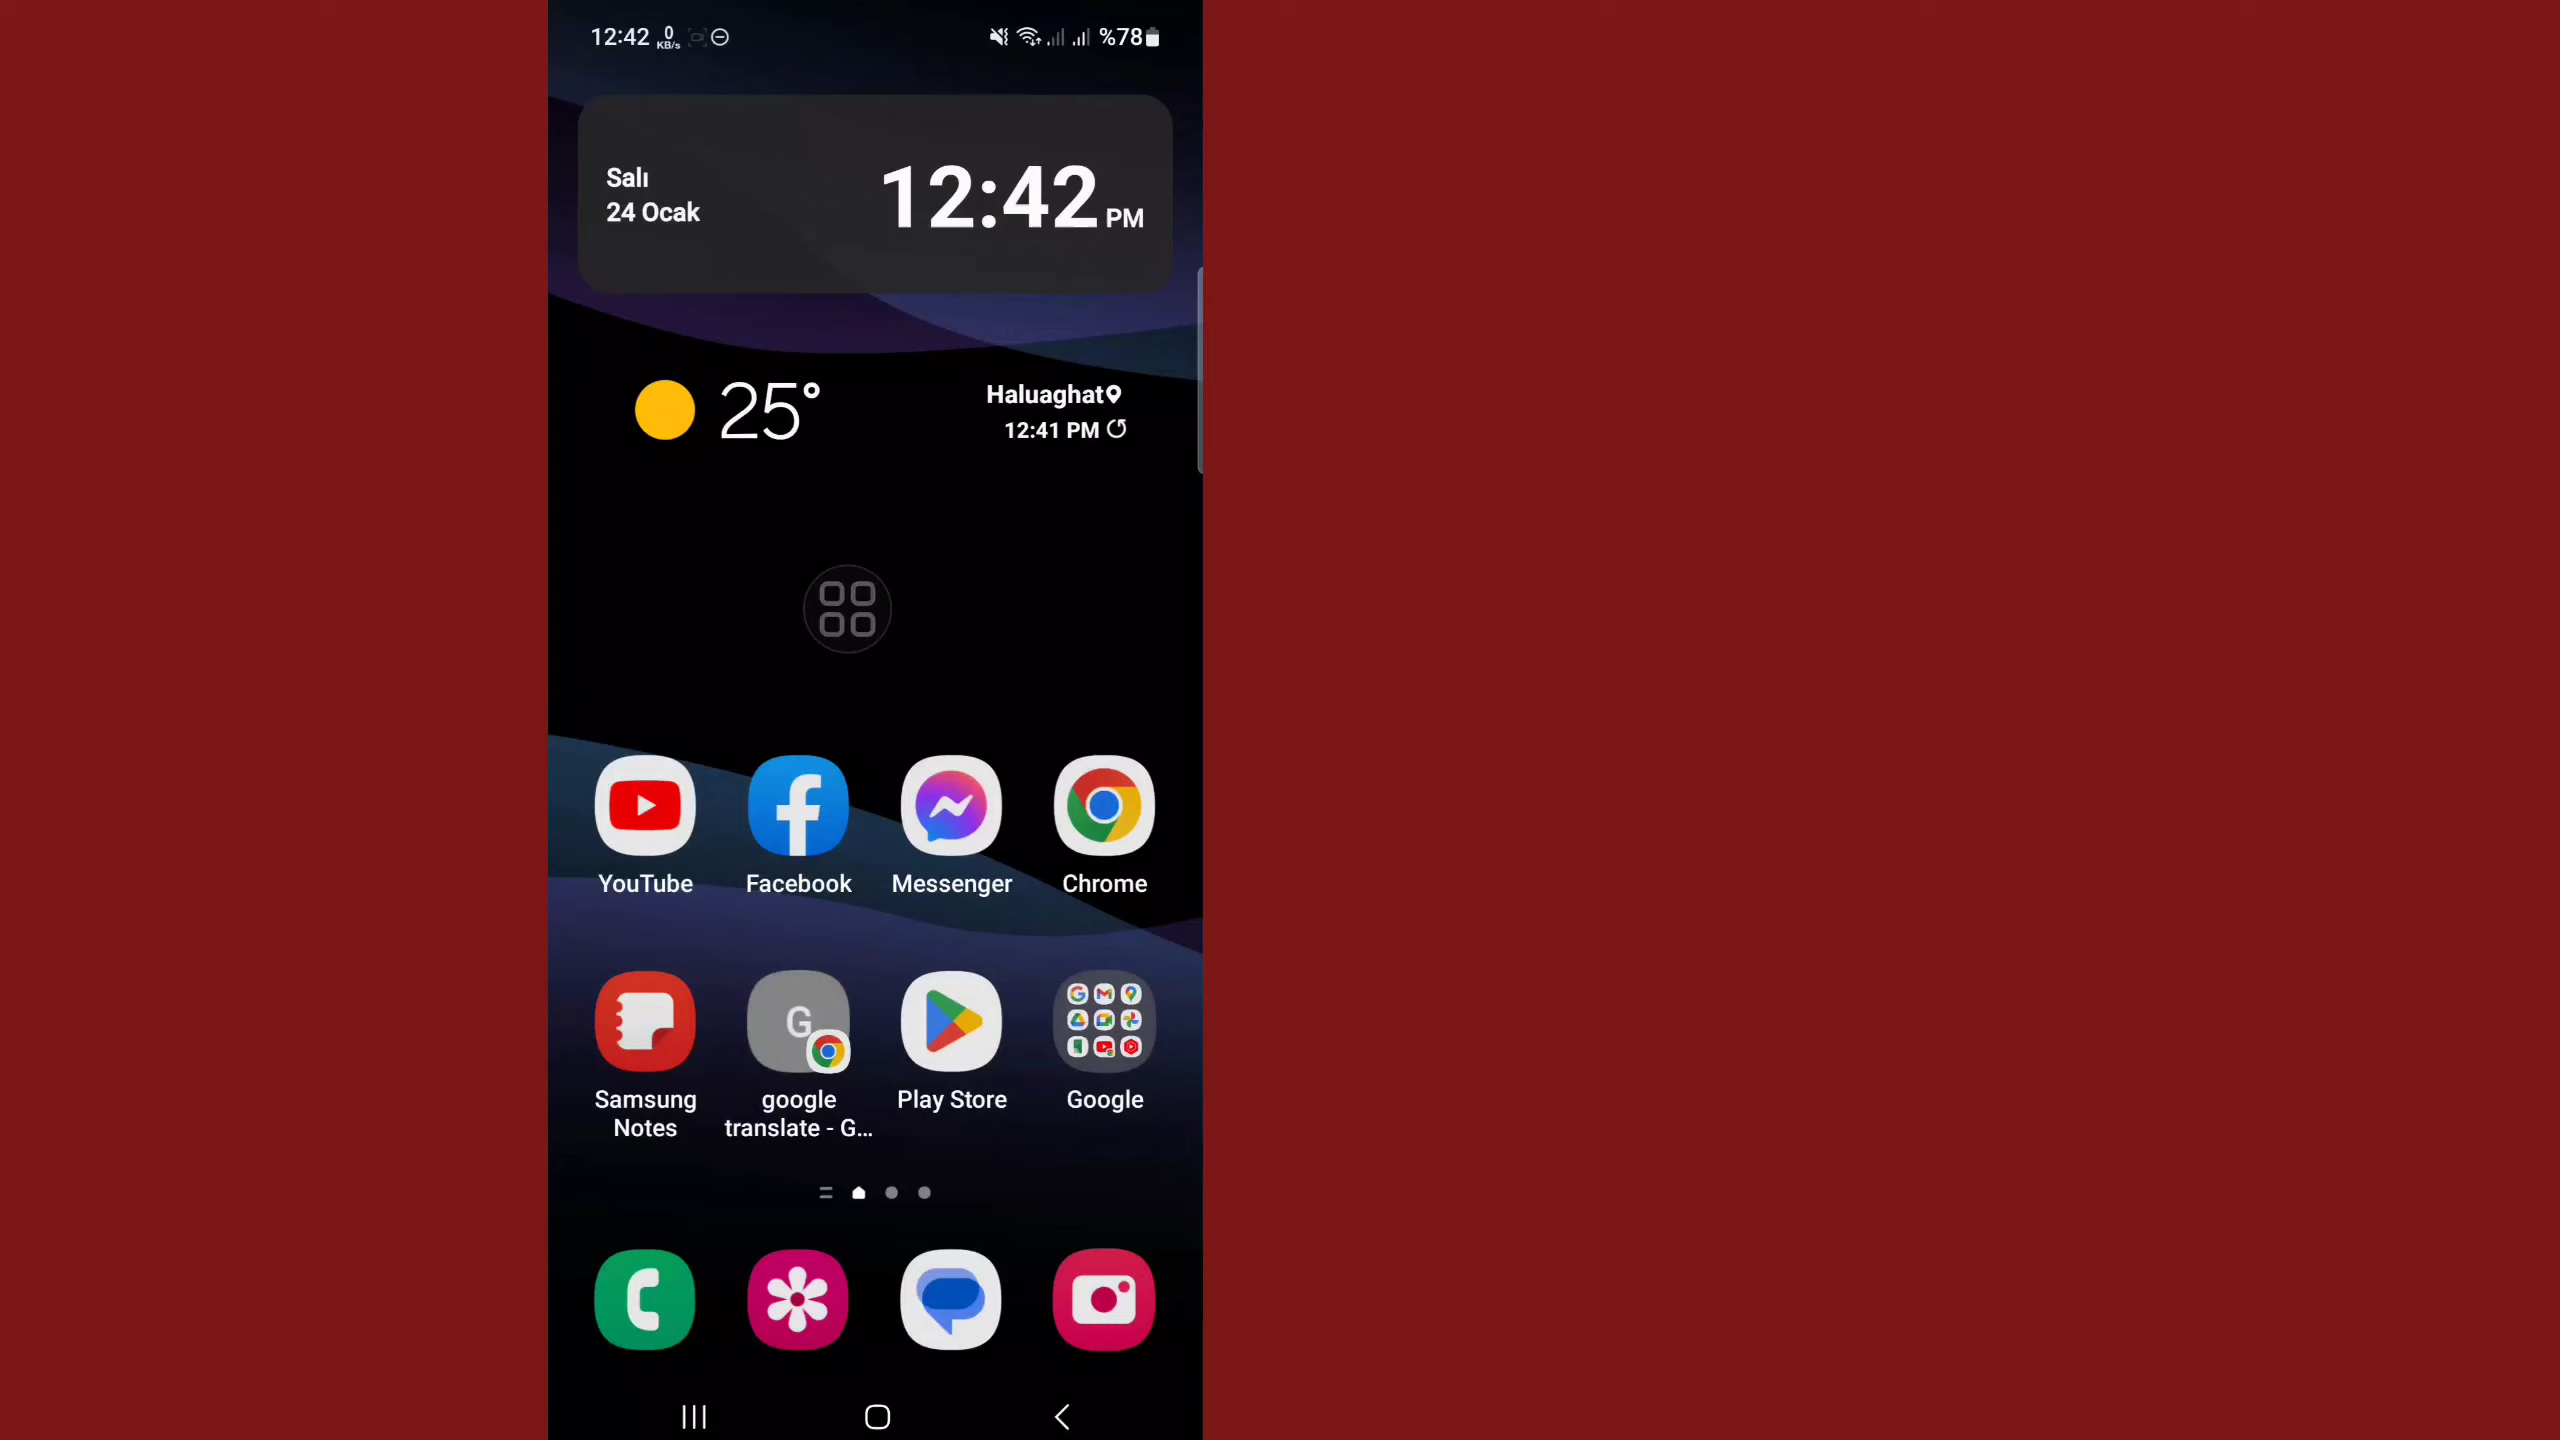 12:42 0 KB/s %78
Salı
24 Ocak
12:42 PM
25°
Haluaghat
12:41 PM
YouTube Facebook Messenger Chrome
G
Samsung Notes
google translate - G...
Play Store
Google